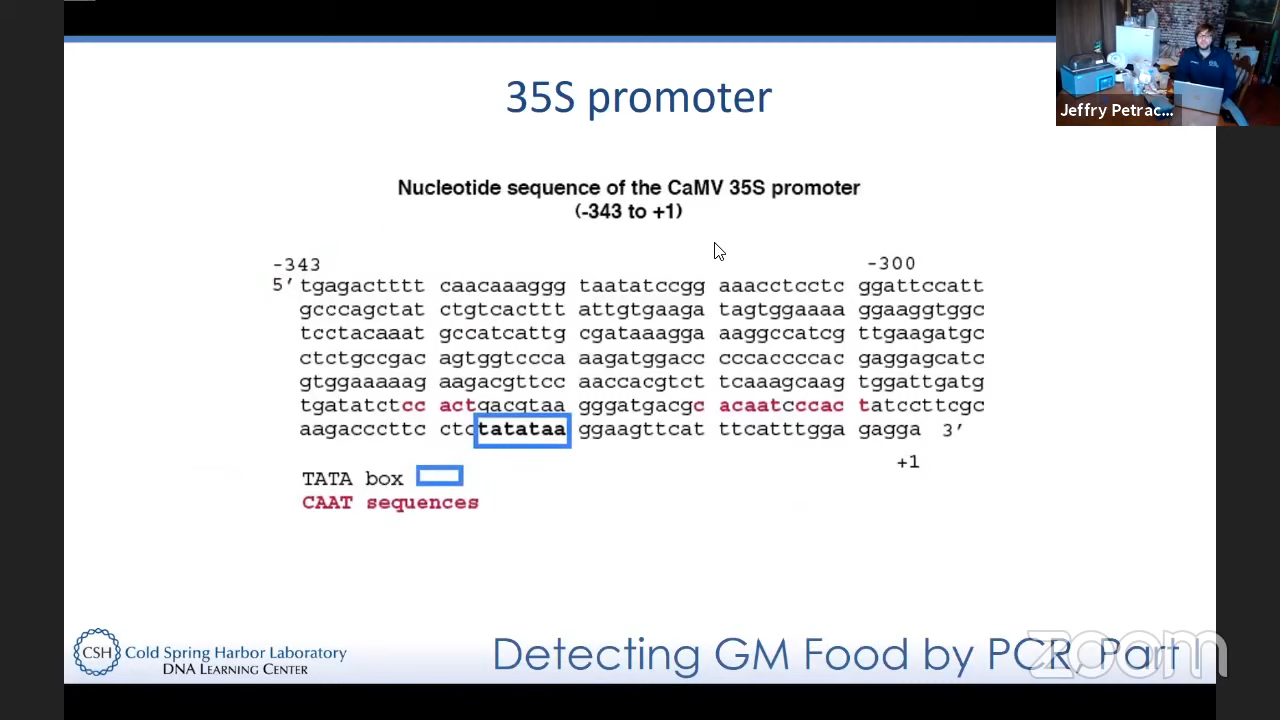 35S promoter
Jeffry Petrac...
Nucleotide sequence of the CaMV 35S promoter
(-343 to +1)
-343 -300
5' tgagactttt caacaaaggg taatatccgg aaacctcctc ggattccatt
gcccagctat ctgtcacttt attgtgaaga tagtggaaaa ggaaggtggc
tcctacaaat gccatcattg cgataaagga aaggccatcg ttgaagatgc
ctctgccgac agtggtccca aagatggacc cccaccccac gaggagcatc
gtggaaaaag aagacgttcc aaccacgtct tcaaagcaag tggattgatg
tgatatctcc actgacgtaa gggatgacgc acaatcccac tatccttcgc
aagacccttc ctctatataa ggaagttcat ttcatttgga gagga 3'
+1
TATA box
CAAT sequences
CSH Cold Spring Harbor Laboratory
DNA LEARNING CENTER
Detecting GM Food by PCR, Part
zoom